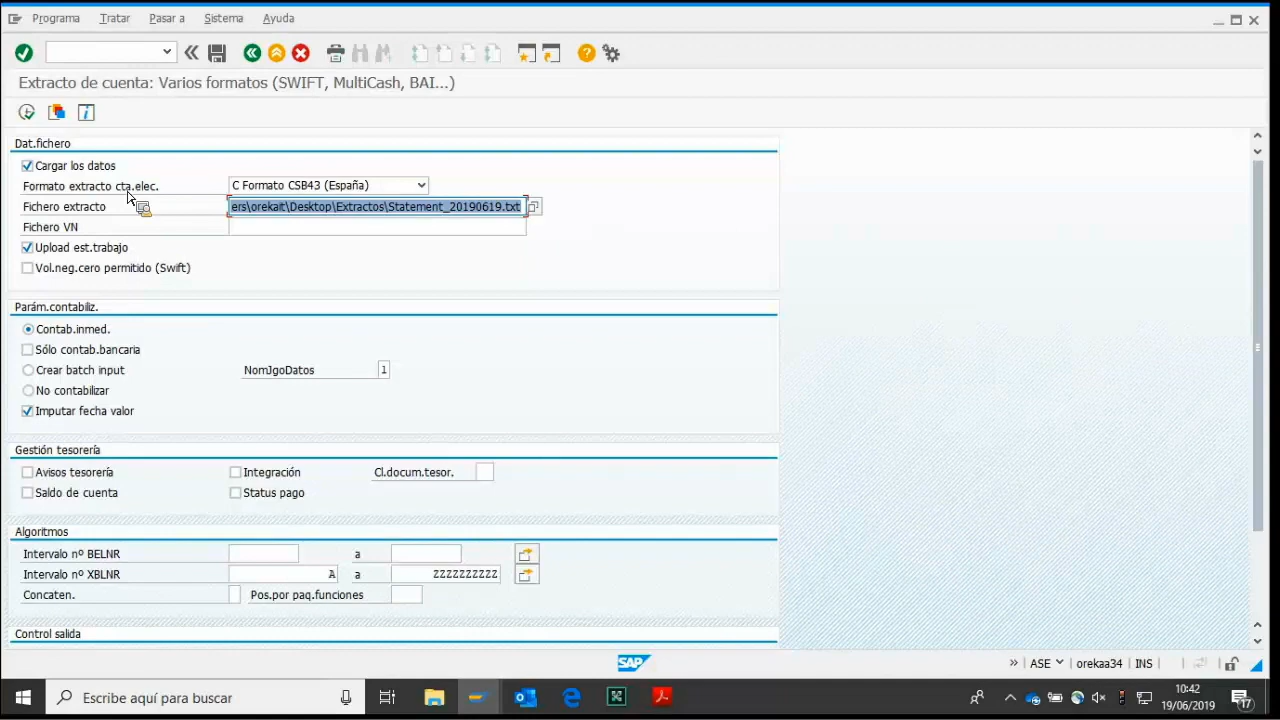 Programa Tratar Pasar a Sistema Ayuda
Extracto de cuenta: Varios formatos (SWIFT, MultiCash, BAI...)
Dat.fichero
Cargar los datos
Formato extracto cta.elec. C Formato CSB43 (España)
Fichero extracto ers\orekait\Desktop\Extractos\Statement_20190619.txt
Fichero VN
Upload est.trabajo
Vol.neg.cero permitido (Swift)
Parám.contabiliz.
Contab.inmed.
Sólo contab.bancaria
Crear batch input NomJgoDatos 1
No contabilizar
Imputar fecha valor
Gestión tesorería
Avisos tesorería Integración Cl.docum.tesor.
Saldo de cuenta Status pago
Algoritmos
Intervalo nº BELNR a
Intervalo nº XBLNR A a ZZZZZZZZZZ
Concaten. Pos.por paq.funciones
Control salida
SAP » ASE orekaa34 INS
Escribe aquí para buscar
10:42
19/06/2019
17